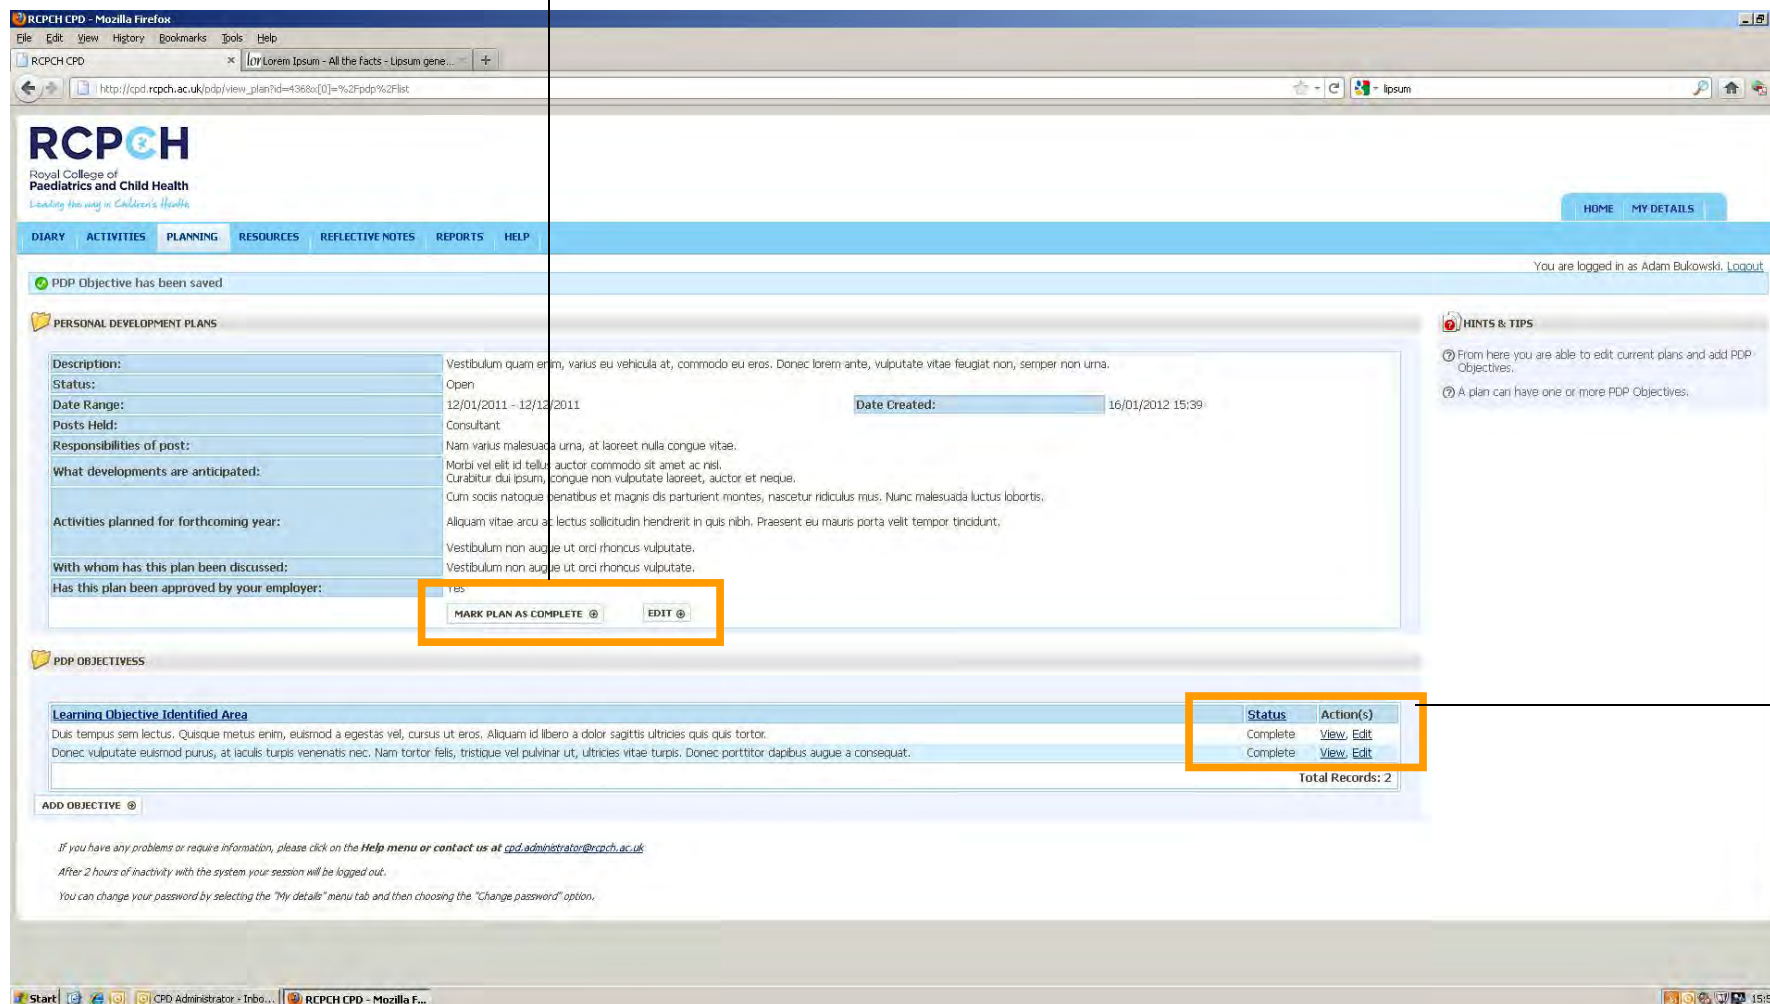 RCPCH CPD - Mozilla Firefox
File Edit View History Bookmarks Tools Help
RCPCH CPD × lor Lorem Ipsum - All the facts - Lipsum gene... +
http://cpd.rcpch.ac.uk/pdp/view_plan?id=436&x[0]=%2Fpdp%2Flist lipsum
RCPCH
Royal College of
Paediatrics and Child Health
Leading the way in Children's Health
HOME MY DETAILS
DIARY ACTIVITIES PLANNING RESOURCES REFLECTIVE NOTES REPORTS HELP
You are logged in as Adam Bukowski. Logout
PDP Objective has been saved
PERSONAL DEVELOPMENT PLANS
Description: Vestibulum quam enim, varius eu vehicula at, commodo eu eros. Donec lorem ante, vulputate vitae feugiat non, semper non urna.
Status: Open
Date Range: 12/01/2011 - 12/12/2011 Date Created: 16/01/2012 15:39
Posts Held: Consultant
Responsibilities of post: Nam varius malesuada urna, at laoreet nulla congue vitae.
What developments are anticipated: Morbi vel elit id tellus auctor commodo sit amet ac nisl.
Curabitur dui ipsum, congue non vulputate laoreet, auctor et neque.
Cum sociis natoque penatibus et magnis dis parturient montes, nascetur ridiculus mus. Nunc malesuada luctus lobortis.
Activities planned for forthcoming year: Aliquam vitae arcu at lectus sollicitudin hendrerit in quis nibh. Praesent eu mauris porta velit tempor tincidunt.
Vestibulum non augue ut orci rhoncus vulputate.
With whom has this plan been discussed: Vestibulum non augue ut orci rhoncus vulputate.
Has this plan been approved by your employer: Yes
MARK PLAN AS COMPLETE EDIT
HINTS & TIPS
From here you are able to edit current plans and add PDP
Objectives.
A plan can have one or more PDP Objectives.
PDP OBJECTIVESS
Learning Objective Identified Area Status Action(s)
Duis tempus sem lectus. Quisque metus enim, euismod a egestas vel, cursus ut eros. Aliquam id libero a dolor sagittis ultricies quis quis tortor. Complete View, Edit
Donec vulputate euismod purus, at iaculis turpis venenatis nec. Nam tortor felis, tristique vel pulvinar ut, ultricies vitae turpis. Donec porttitor dapibus augue a consequat. Complete View, Edit
Total Records: 2
ADD OBJECTIVE
If you have any problems or require information, please click on the Help menu or contact us at cpd.administrator@rcpch.ac.uk
After 2 hours of inactivity with the system your session will be logged out.
You can change your password by selecting the "My details" menu tab and then choosing the "Change password" option.
Start CPD Administrator - Inbo... RCPCH CPD - Mozilla F... 15:5